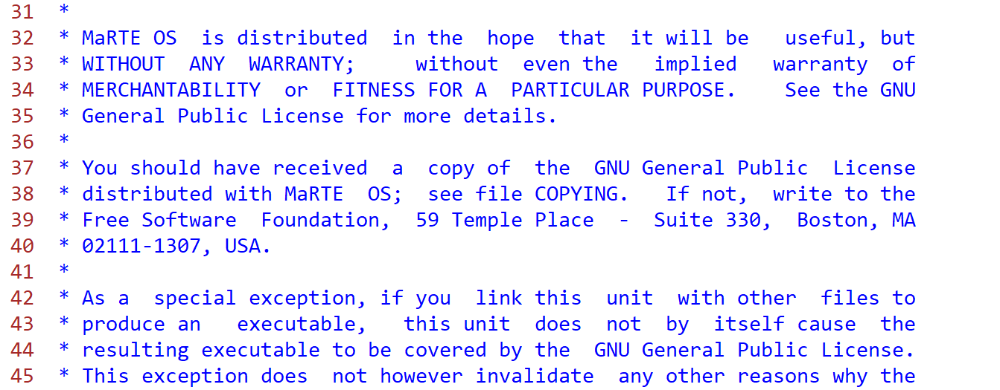 31  *
32  * MaRTE OS  is distributed  in the  hope  that  it will be   useful, but
33  * WITHOUT  ANY  WARRANTY;     without  even the   implied   warranty  of
34  * MERCHANTABILITY  or  FITNESS FOR A  PARTICULAR PURPOSE.    See the GNU
35  * General Public License for more details.
36  *
37  * You should have received  a  copy of  the  GNU General Public  License
38  * distributed with MaRTE  OS;  see file COPYING.   If not,  write to the
39  * Free Software  Foundation,  59 Temple Place  -  Suite 330,  Boston, MA
40  * 02111-1307, USA.
41  *
42  * As a  special exception, if you  link this  unit  with other  files to
43  * produce an   executable,   this unit  does  not  by  itself cause  the
44  * resulting executable to be covered by the  GNU General Public License.
45  * This exception does  not however invalidate  any other reasons why the